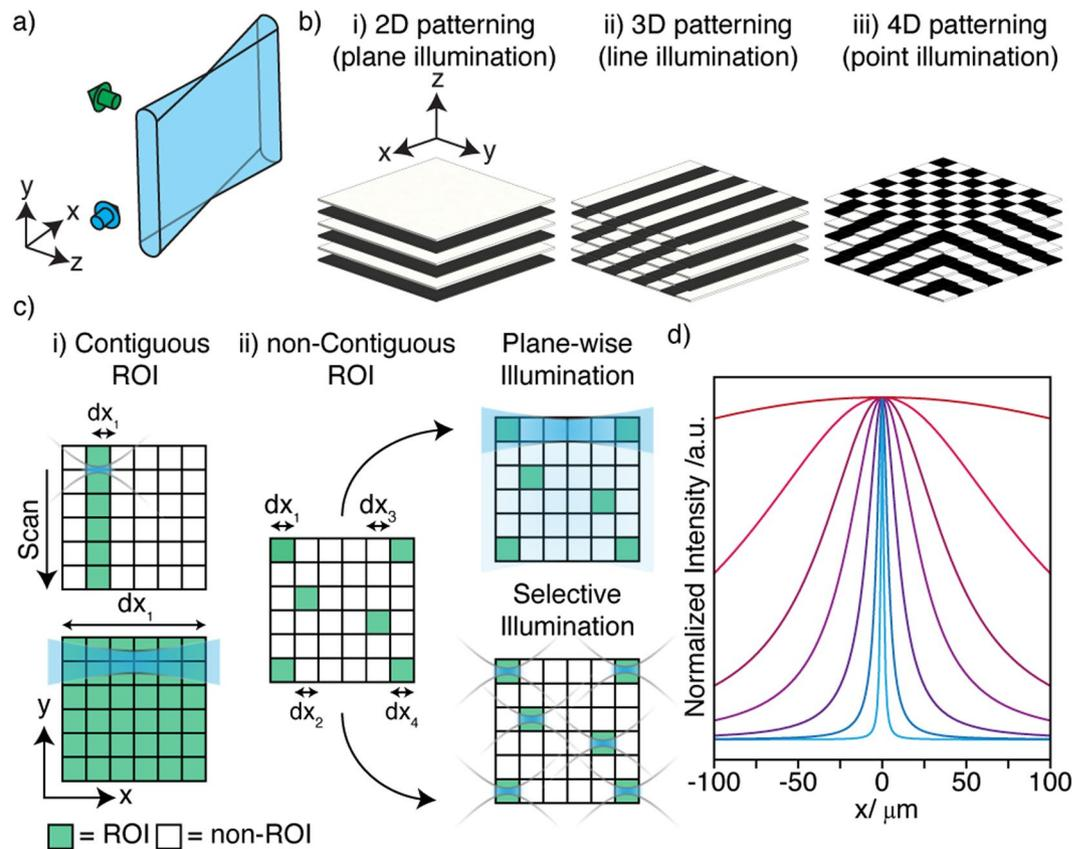 a)
y
x
z
b)
i) 2D patterning
(plane illumination)
z
x
y
ii) 3D patterning
(line illumination)
iii) 4D patterning
(point illumination)
c)
i) Contiguous
ROI
dx1
Scan
dx1
y
x
= ROI
= non-ROI
ii) non-Contiguous
ROI
dx1
dx3
dx2
dx4
Plane-wise
Illumination
Selective
Illumination
d)
Normalized Intensity /a.u.
-100
-50
0
50
100
x/ μm